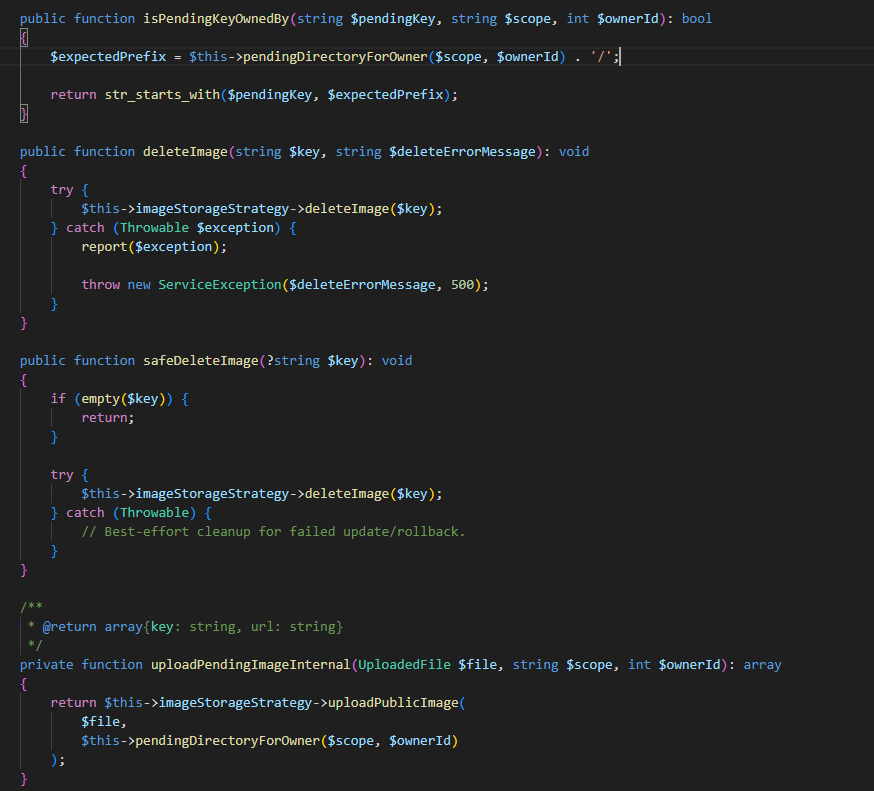 public function isPendingKeyOwnedBy(string $pendingKey, string $scope, int $ownerId): bool
{
    $expectedPrefix = $this->pendingDirectoryForOwner($scope, $ownerId) . '/';

    return str_starts_with($pendingKey, $expectedPrefix);
}

public function deleteImage(string $key, string $deleteErrorMessage): void
{
    try {
        $this->imageStorageStrategy->deleteImage($key);
    } catch (Throwable $exception) {
        report($exception);

        throw new ServiceException($deleteErrorMessage, 500);
    }
}

public function safeDeleteImage(?string $key): void
{
    if (empty($key)) {
        return;
    }

    try {
        $this->imageStorageStrategy->deleteImage($key);
    } catch (Throwable) {
        // Best-effort cleanup for failed update/rollback.
    }
}

/**
 * @return array{key: string, url: string}
 */
private function uploadPendingImageInternal(UploadedFile $file, string $scope, int $ownerId): array
{
    return $this->imageStorageStrategy->uploadPublicImage(
        $file,
        $this->pendingDirectoryForOwner($scope, $ownerId)
    );
}